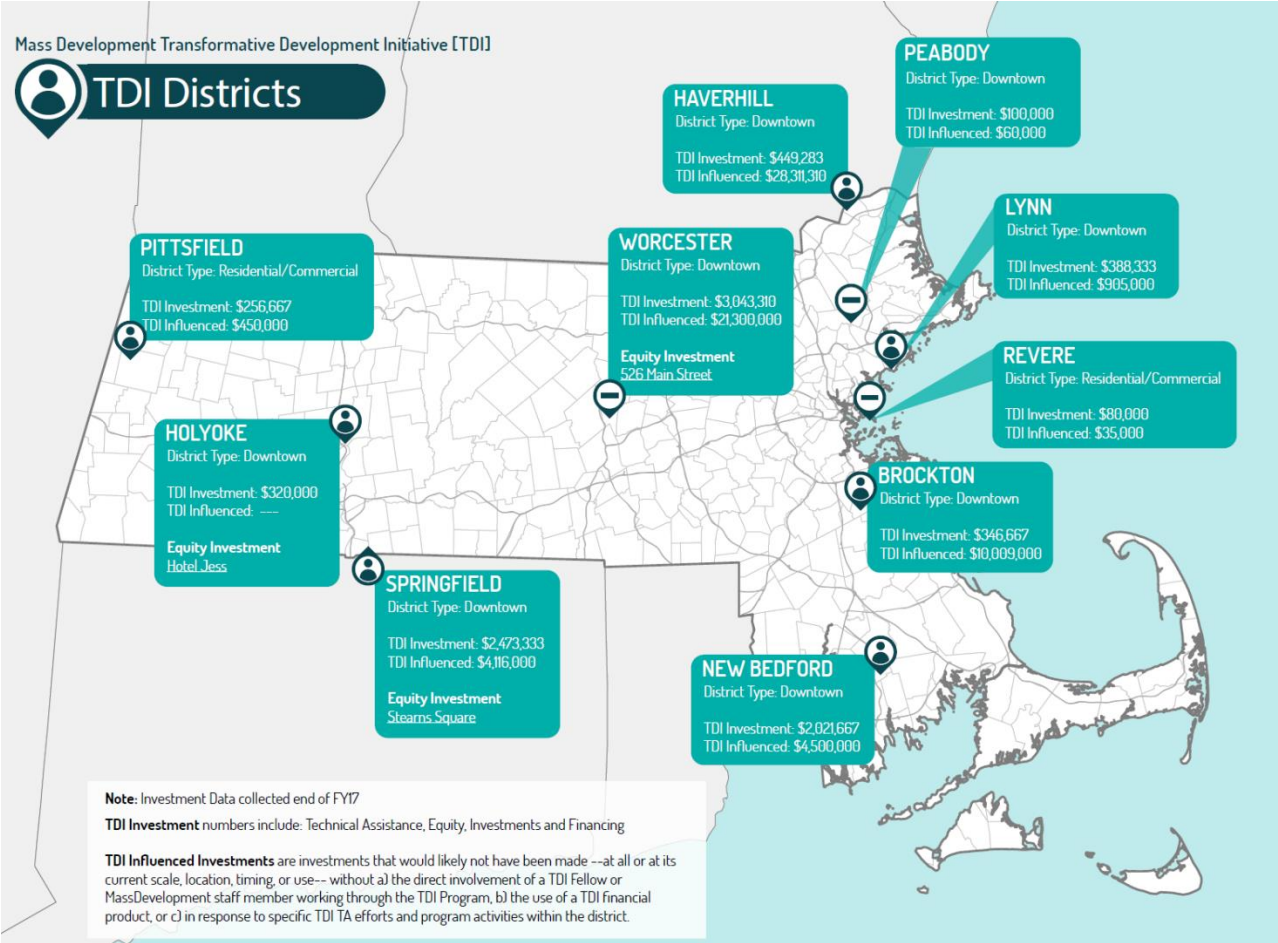 Mass Development Transformative Development Initiative [TDI]
TDI Districts
PEABODY
District Type: Downtown
TDI Investment: $100,000
TDI Influenced: $60,000
HAVERHILL
District Type: Downtown
TDI Investment: $449,283
TDI Influenced: $28,311,310
LYNN
District Type: Downtown
TDI Investment: $388,333
TDI Influenced: $905,000
PITTSFIELD
District Type: Residential/Commercial
TDI Investment: $256,667
TDI Influenced: $450,000
WORCESTER
District Type: Downtown
TDI Investment: $3,043,310
TDI Influenced: $21,300,000
Equity Investment
526 Main Street
REVERE
District Type: Residential/Commercial
TDI Investment: $80,000
TDI Influenced: $35,000
HOLYOKE
District Type: Downtown
TDI Investment: $320,000
TDI Influenced: ---
Equity Investment
Hotel Jess
BROCKTON
District Type: Downtown
TDI Investment: $346,667
TDI Influenced: $10,009,000
SPRINGFIELD
District Type: Downtown
TDI Investment: $2,473,333
TDI Influenced: $4,116,000
Equity Investment
Stearns Square
NEW BEDFORD
District Type: Downtown
TDI Investment: $2,021,667
TDI Influenced: $4,500,000
Note: Investment Data collected end of FY17
TDI Investment numbers include: Technical Assistance, Equity, Investments and Financing
TDI Influenced Investments are investments that would likely not have been made --at all or at its
current scale, location, timing, or use-- without a) the direct involvement of a TDI Fellow or
MassDevelopment staff member working through the TDI Program, b) the use of a TDI financial
product, or c) in response to specific TDI TA efforts and program activities within the district.